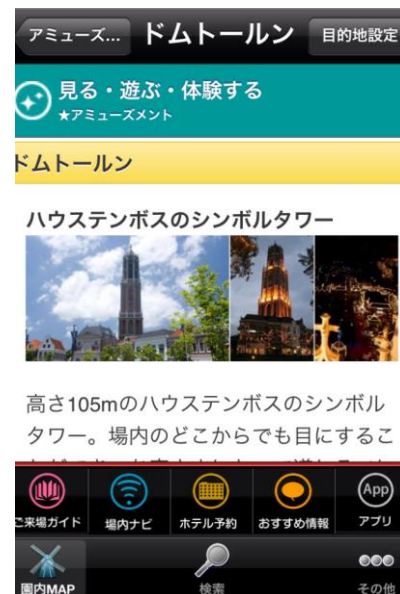 アミューズ...
ドムトールン
目的地設定
見る・遊ぶ・体験する
★アミューズメント
ドムトールン
ハウステンボスのシンボルタワー
高さ105mのハウステンボスのシンボル
タワー。場内のどこからでも目にするこ
ご来場ガイド
場内ナビ
ホテル予約
おすすめ情報
App
アプリ
園内MAP
検索
その他